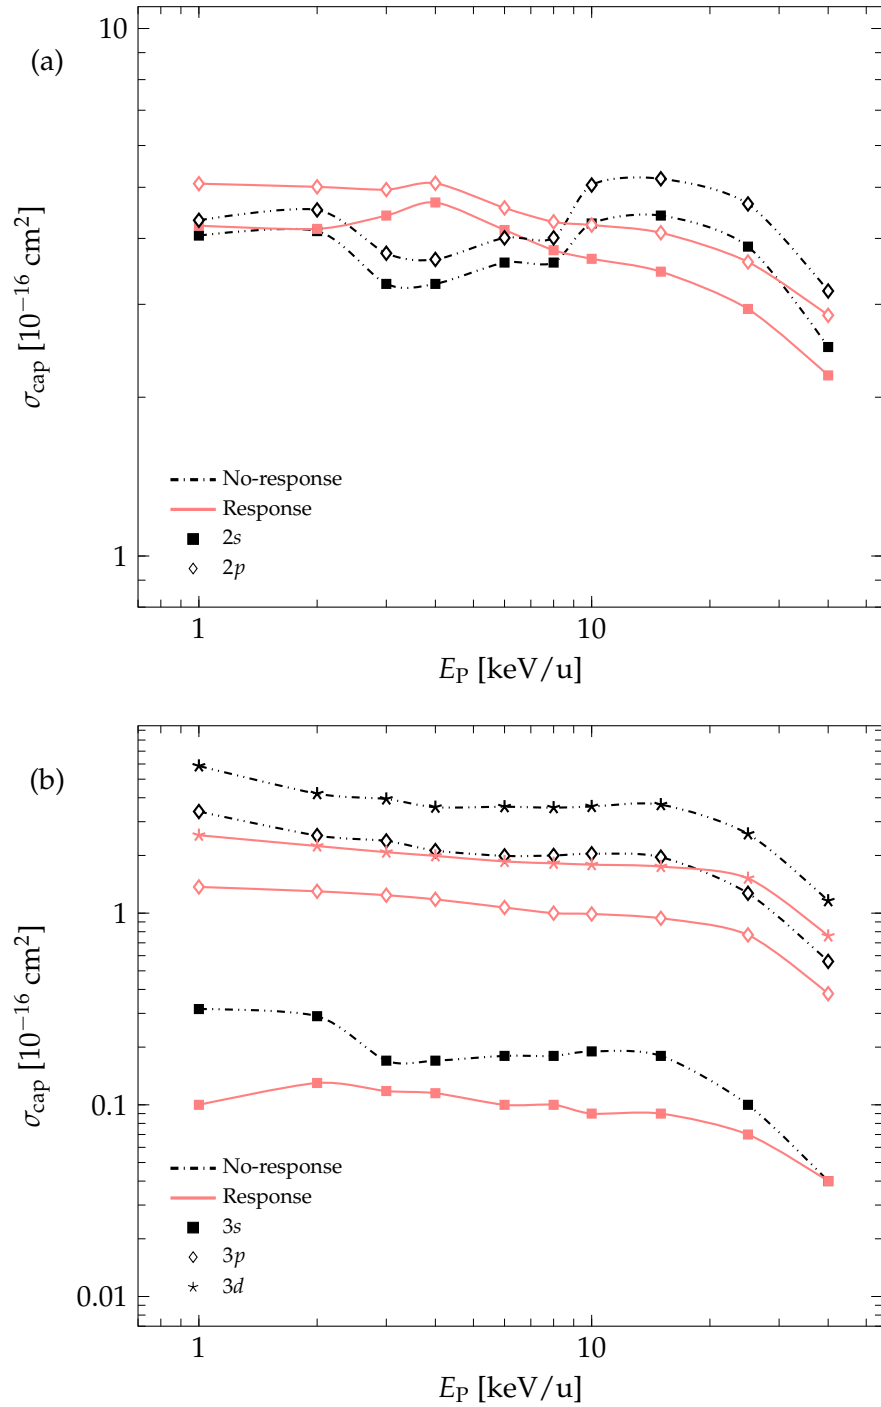 (a)
10
1
σcap [10−16 cm2]
No-response
Response
2s
2p
1
10
EP [keV/u]
(b)
1
0.1
0.01
σcap [10−16 cm2]
No-response
Response
3s
3p
3d
1
10
EP [keV/u]